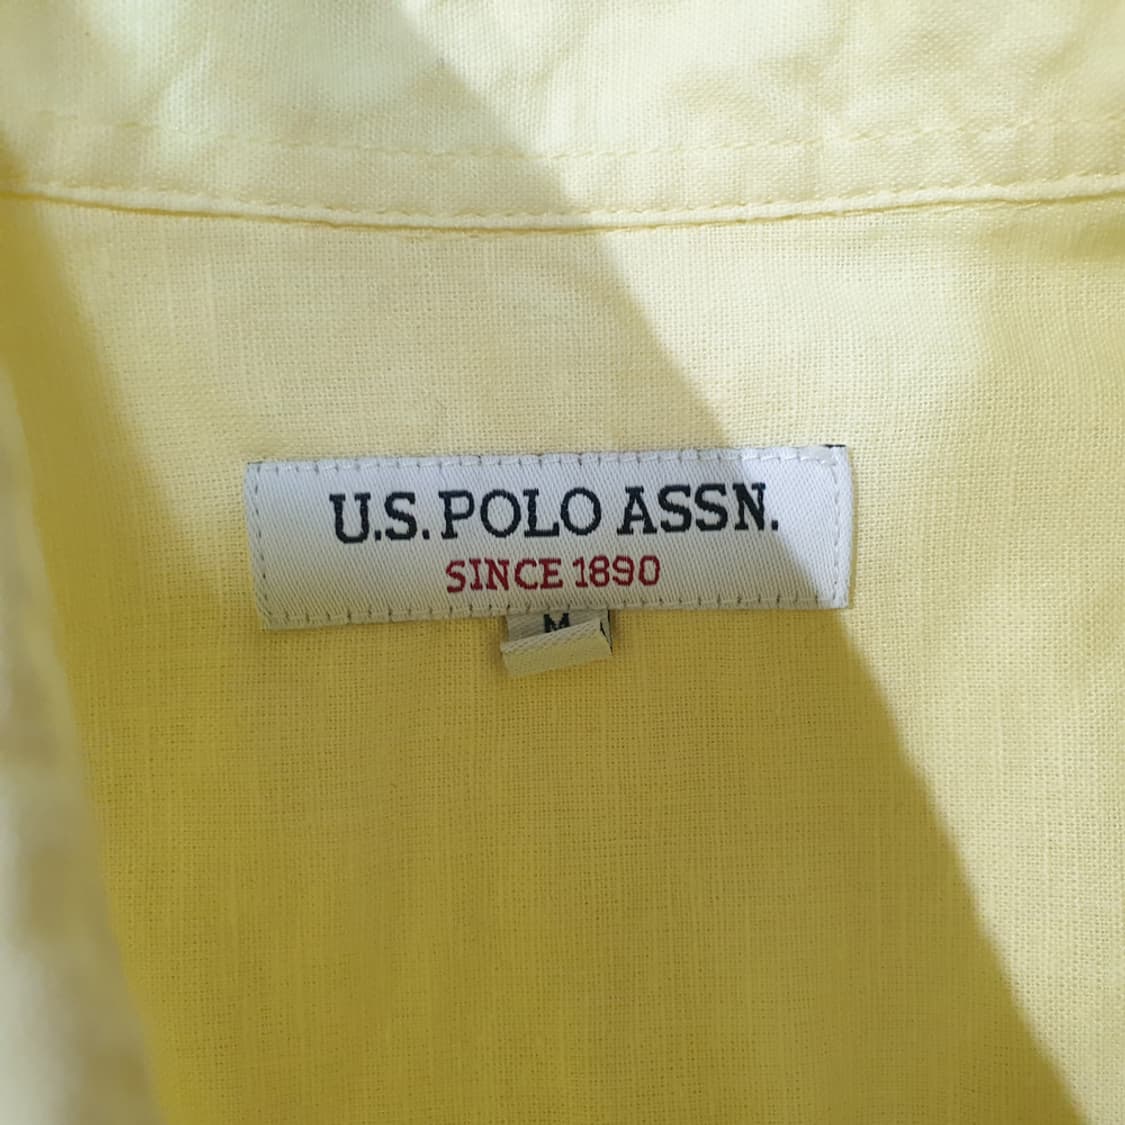 U.S. POLO ASSN.
SINCE 1890
M